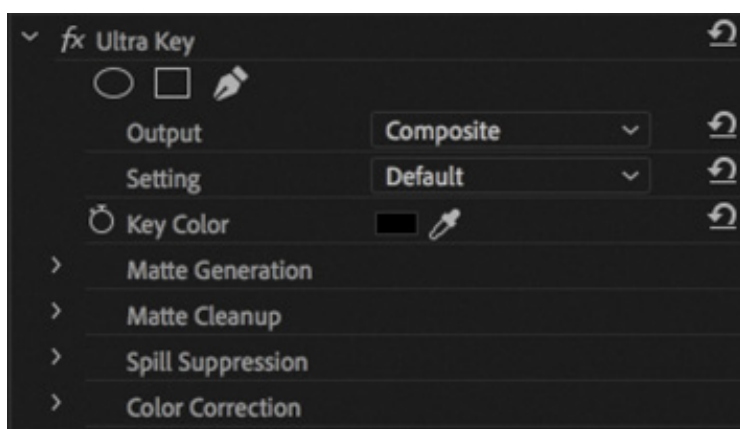 fx Ultra Key
Output Composite
Setting Default
Key Color
Matte Generation
Matte Cleanup
Spill Suppression
Color Correction